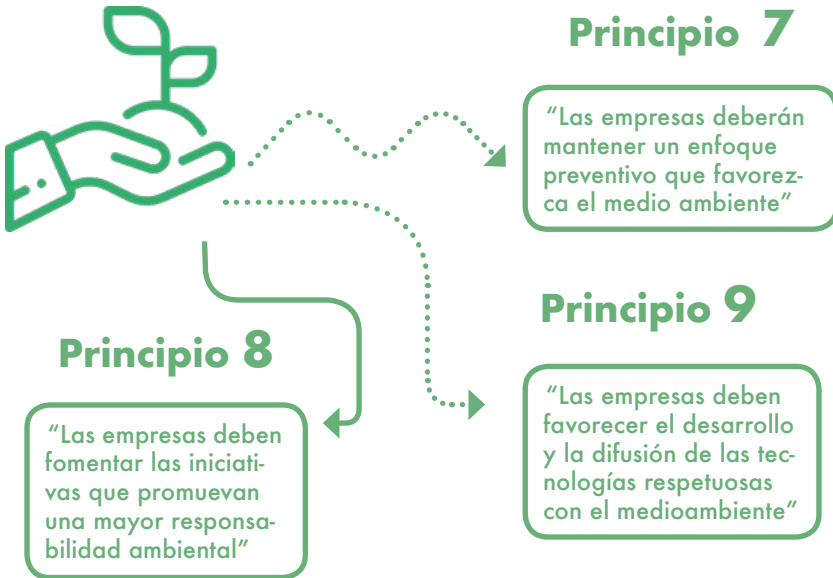 Principio 7
“Las empresas deberán
mantener un enfoque
preventivo que favorez-
ca el medio ambiente”
Principio 8
“Las empresas deben
fomentar las iniciati-
vas que promuevan
una mayor responsa-
bilidad ambiental”
Principio 9
“Las empresas deben
favorecer el desarrollo
y la difusión de las tec-
nologías respetuosas
con el medioambiente”